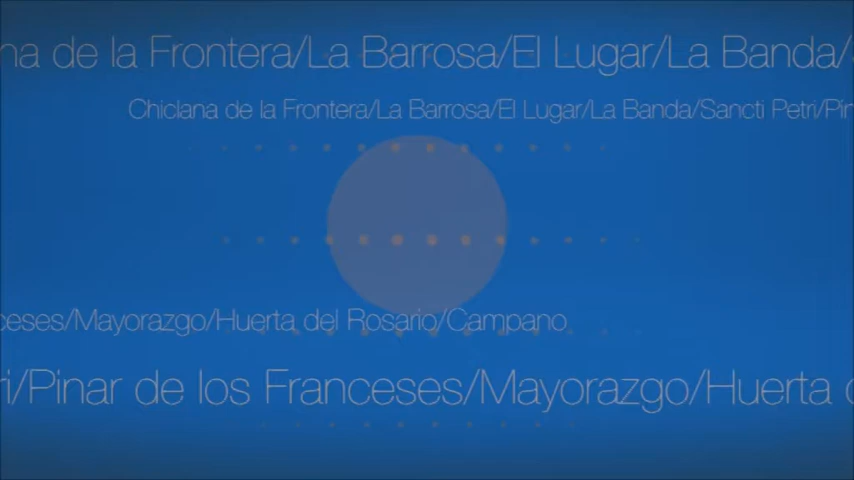 na de la Frontera/La Barrosa/El Lugar/La Banda/
Chiclana de la Frontera/La Barrosa/El Lugar/La Banda/Sancti Petri/Pin
ceses/Mayorazgo/Huerta del Rosario/Campano
ri/Pinar de los Franceses/Mayorazgo/Huerta d